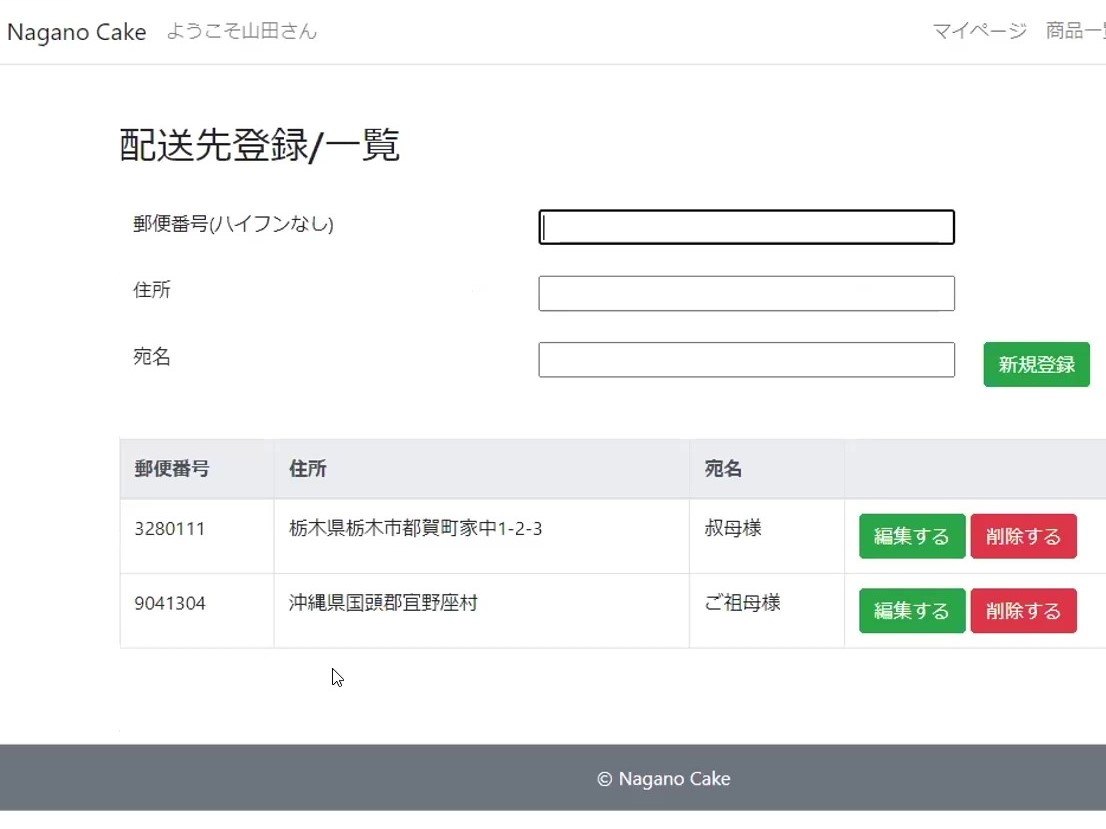 Nagano Cake ようこそ山田さん マイページ 商品一
配送先登録/一覧
郵便番号(ハイフンなし)
住所
宛名
新規登録
郵便番号 住所 宛名
3280111 栃木県栃木市都賀町家中1-2-3 叔母様 編集する 削除する
9041304 沖縄県国頭郡宜野座村 ご祖母様 編集する 削除する
© Nagano Cake